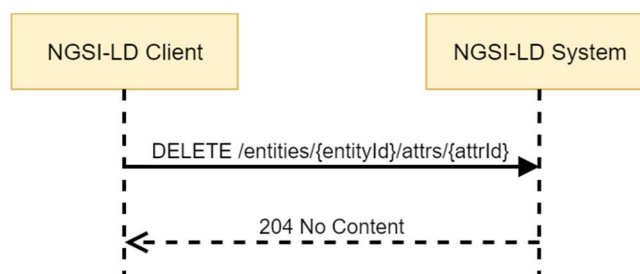 NGSI-LD Client
NGSI-LD System
DELETE /entities/{entityId}/attrs/{attrId}
204 No Content